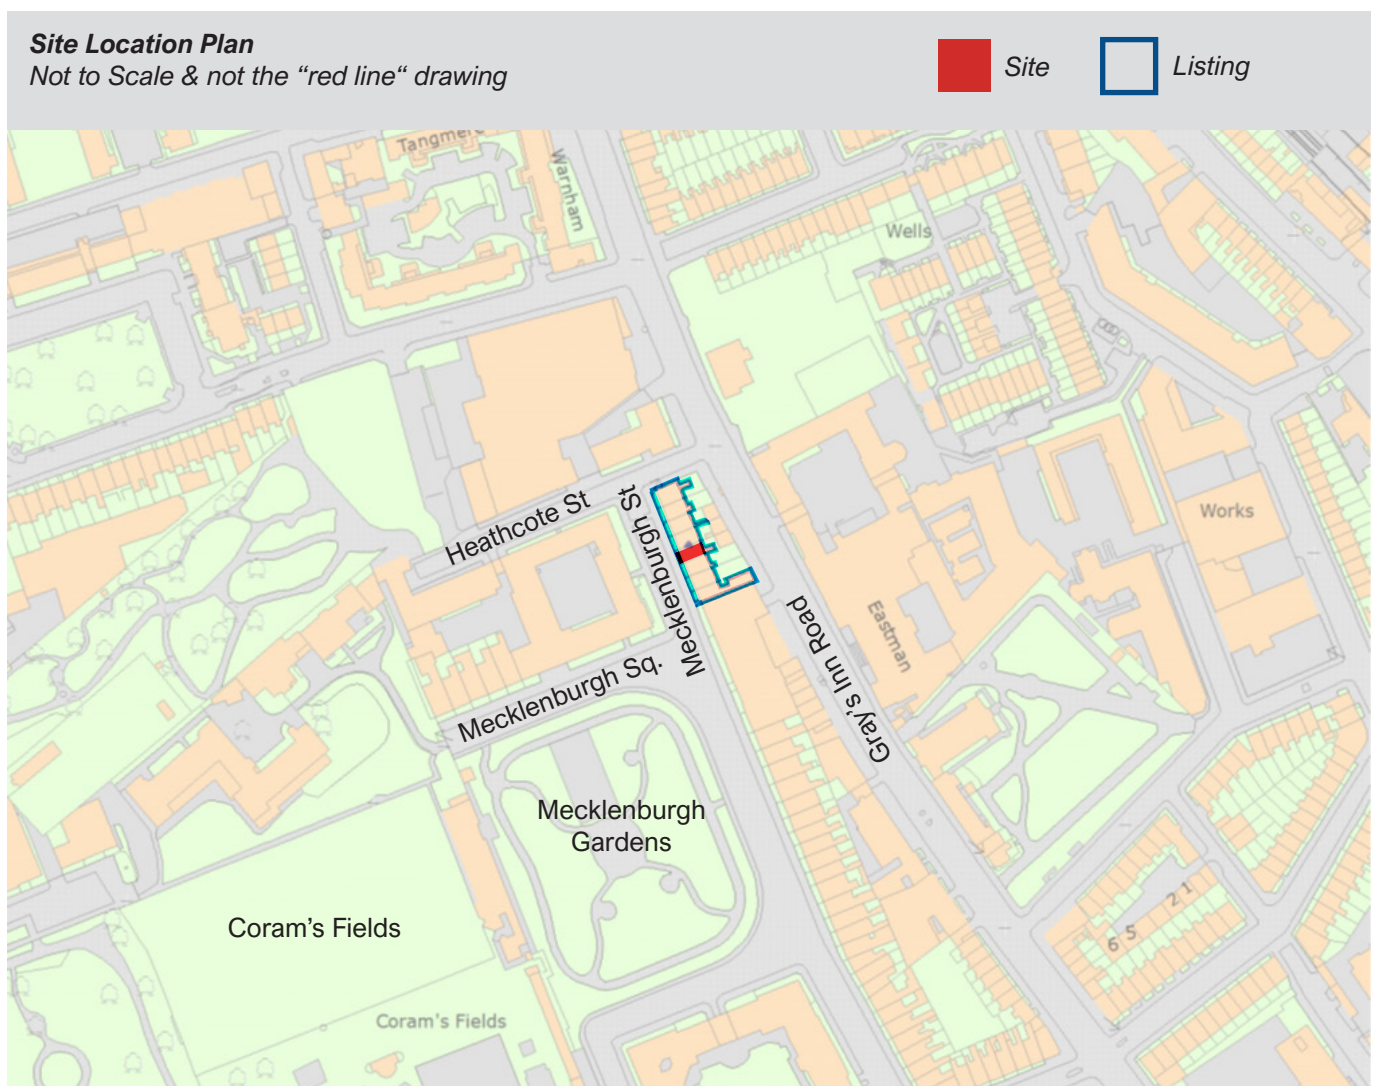 Site Location Plan
Not to Scale & not the “red line“ drawing
Site
Listing
Warnham
Wells
Works
Heathcote St
Mecklenburgh St
Mecklenburgh Sq.
Gray's Inn Road
Eastman
Mecklenburgh
Gardens
Coram's Fields
2 1
6 5
Coram's Fields